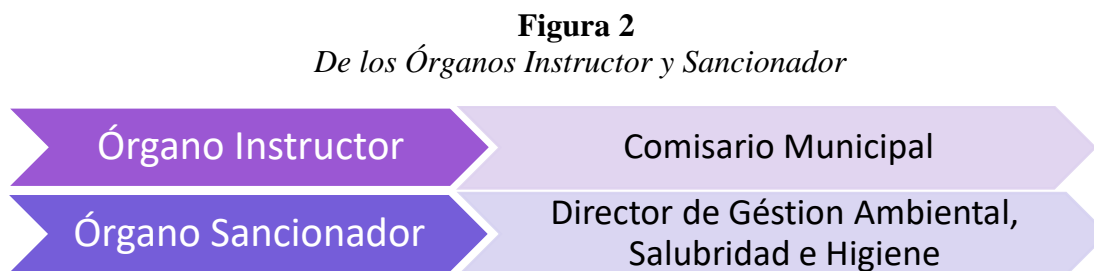 Figura 2
De los Órganos Instructor y Sancionador
Órgano Instructor
Comisario Municipal
Órgano Sancionador
Director de Géstion Ambiental,
Salubridad e Higiene